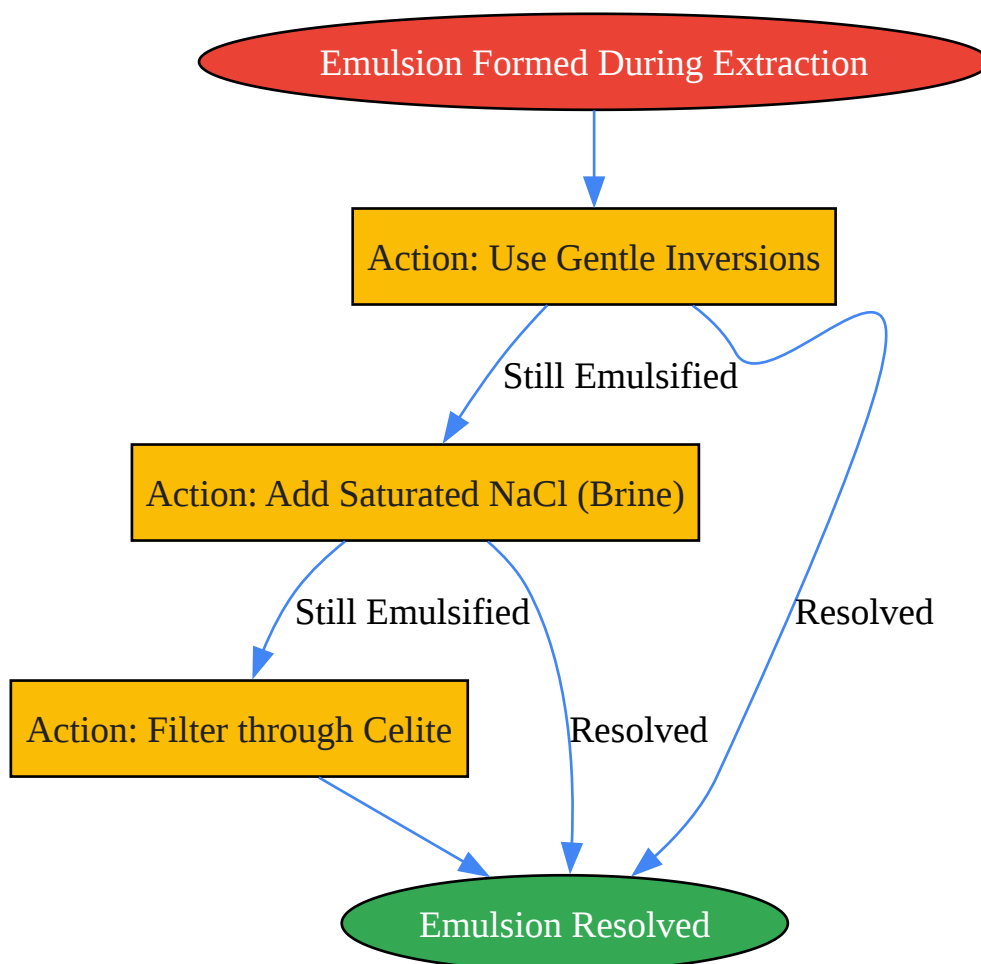 Emulsion Formed During Extraction
Action: Use Gentle Inversions
Still Emulsified
Action: Add Saturated NaCl (Brine)
Still Emulsified
Resolved
Action: Filter through Celite
Resolved
Emulsion Resolved